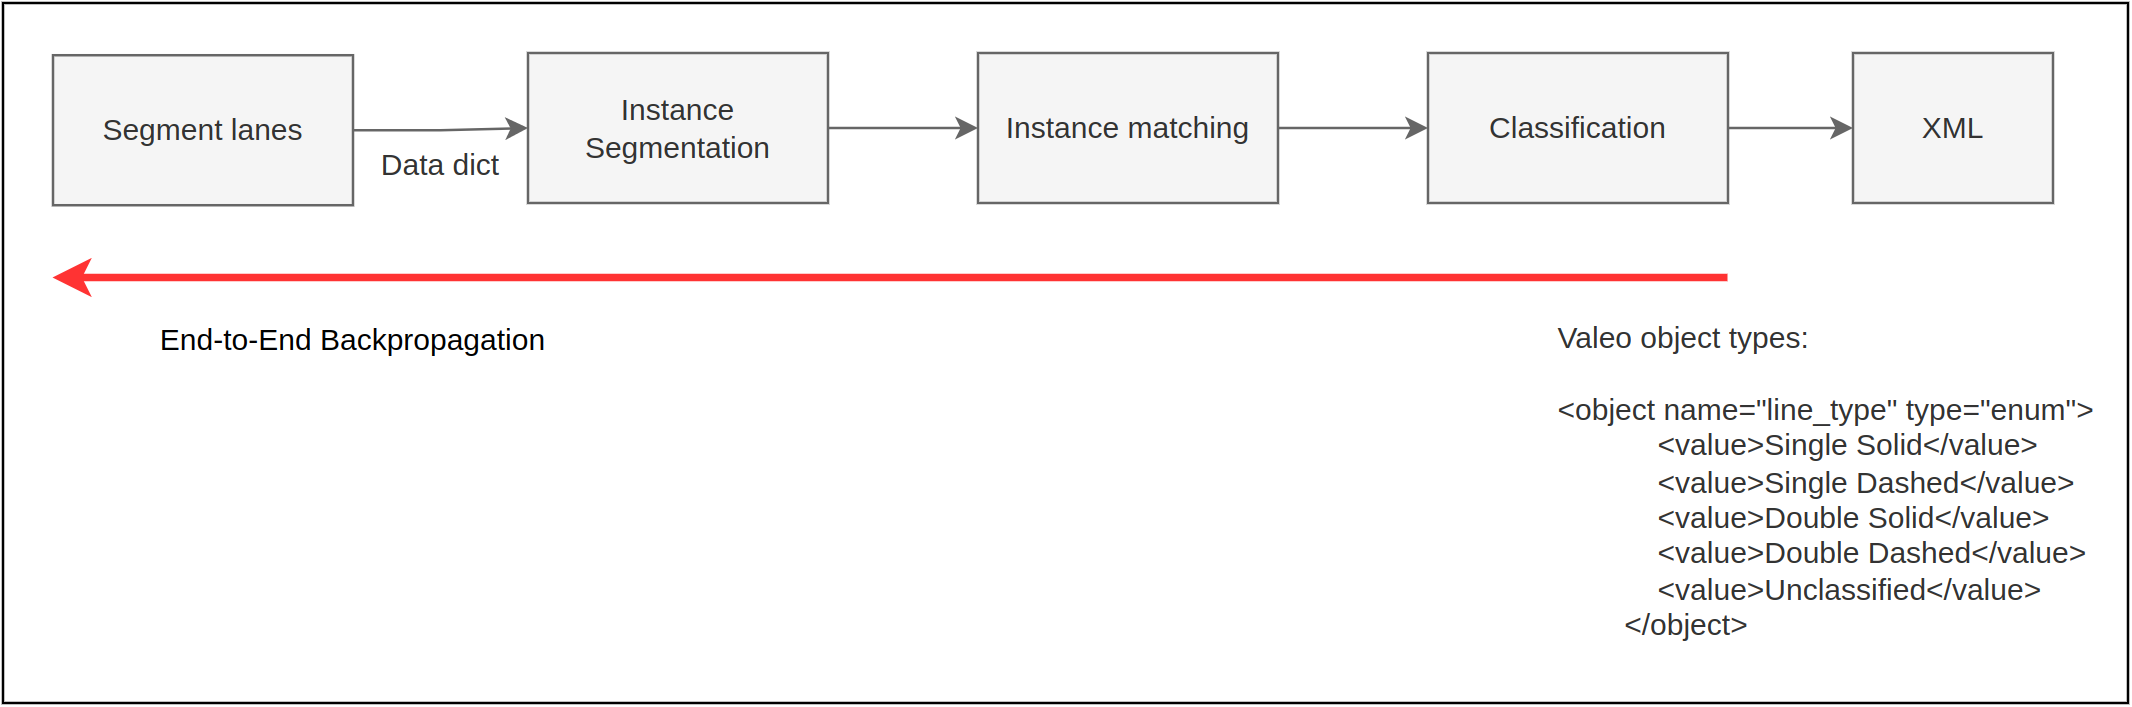 Segment lanes
Data dict
Instance
Segmentation
Instance matching
Classification
XML
End-to-End Backpropagation
Valeo object types:
<object name="line_type" type="enum">
<value>Single Solid</value>
<value>Single Dashed</value>
<value>Double Solid</value>
<value>Double Dashed</value>
<value>Unclassified</value>
</object>